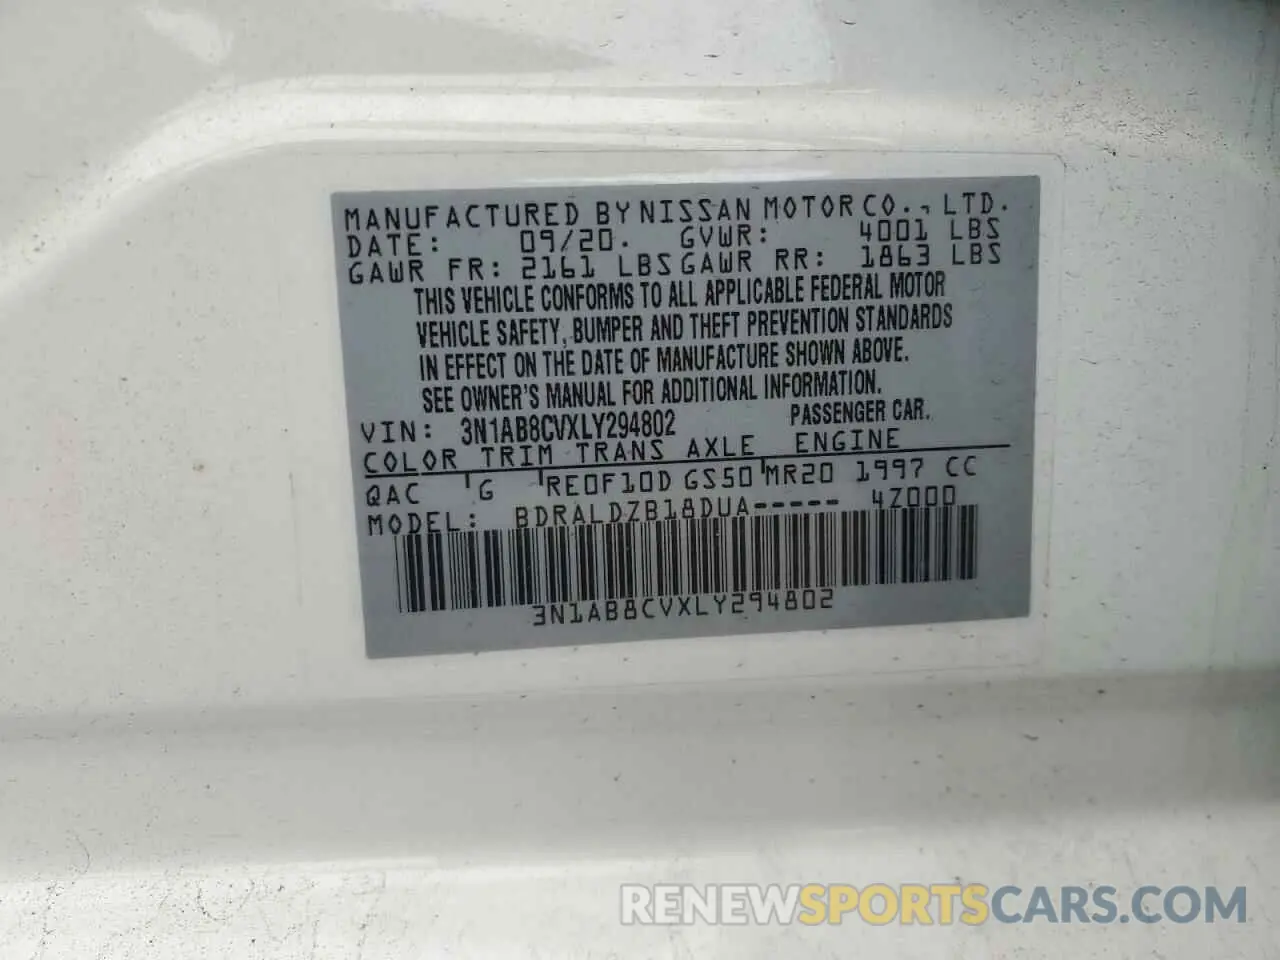 MANUFACTURED BY NISSAN MOTOR CO., LTD.
DATE: 09/20. GVWR: 4001 LBS
GAWR FR: 2161 LBS GAWR RR: 1863 LBS
THIS VEHICLE CONFORMS TO ALL APPLICABLE FEDERAL MOTOR
VEHICLE SAFETY, BUMPER AND THEFT PREVENTION STANDARDS
IN EFFECT ON THE DATE OF MANUFACTURE SHOWN ABOVE.
SEE OWNER'S MANUAL FOR ADDITIONAL INFORMATION.
VIN: 3N1AB8CVXLY294802 PASSENGER CAR.
COLOR TRIM TRANS AXLE ENGINE
QAC G RE0F10D GS50 MR20 1997 CC
MODEL: BDRALDZB18DUA----- 4Z000
3N1AB8CVXLY294802
RENEWSPORTSCARS.COM